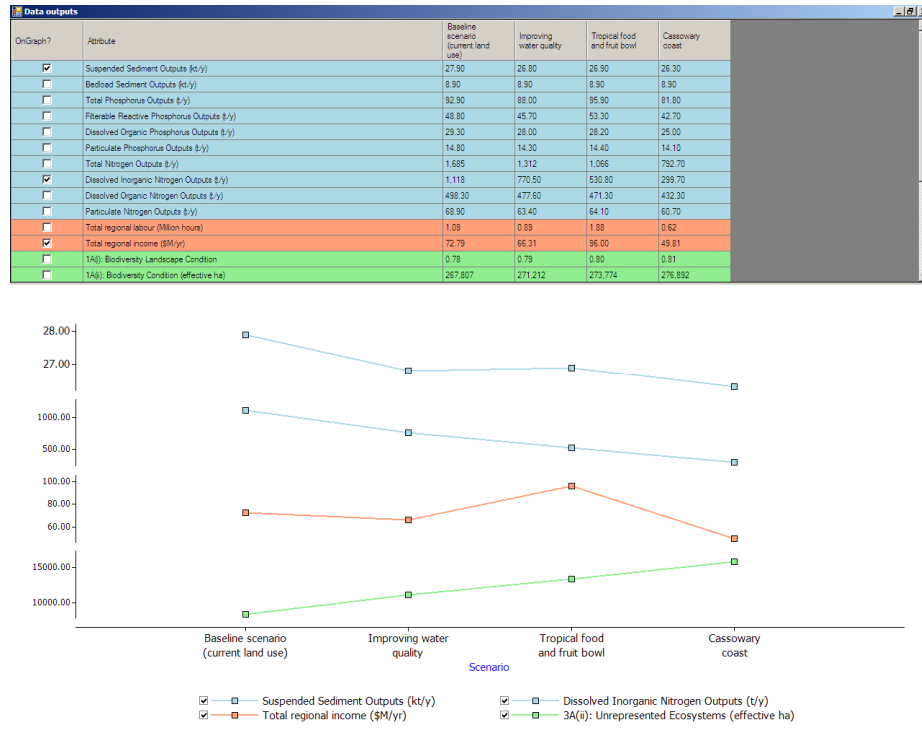 Data outputs
OnGraph? Attribute Baseline scenario (current land use) Improving water quality Tropical food and fruit bowl Cassowary coast
Suspended Sediment Outputs (kt/y) 27.90 26.80 26.90 26.30
Bedload Sediment Outputs (kt/y) 8.90 8.90 8.90 8.90
Total Phosphorus Outputs (t/y) 92.90 88.00 95.90 81.80
Filterable Reactive Phosphorus Outputs (t/y) 48.80 45.70 53.30 42.70
Dissolved Organic Phosphorus Outputs (t/y) 29.30 28.00 28.20 25.00
Particulate Phosphorus Outputs (t/y) 14.80 14.30 14.40 14.10
Total Nitrogen Outputs (t/y) 1,685 1,312 1,066 792.70
Dissolved Inorganic Nitrogen Outputs (t/y) 1,118 770.50 530.80 299.70
Dissolved Organic Nitrogen Outputs (t/y) 498.30 477.60 471.30 432.30
Particulate Nitrogen Outputs (t/y) 68.90 63.40 64.10 60.70
Total regional labour (Million hours) 1.09 0.89 1.88 0.62
Total regional income ($M/yr) 72.79 66.31 96.00 49.81
1A(i): Biodiversity Landscape Condition 0.78 0.79 0.80 0.81
1A(ii): Biodiversity Condition (effective ha) 267,807 271,212 273,774 276,892
28.00
27.00
1000.00
500.00
100.00
80.00
60.00
15000.00
10000.00
Baseline scenario Improving water Tropical food Cassowary
(current land use) quality and fruit bowl coast
Scenario
Suspended Sediment Outputs (kt/y) Dissolved Inorganic Nitrogen Outputs (t/y)
Total regional income ($M/yr) 3A(ii): Unrepresented Ecosystems (effective ha)